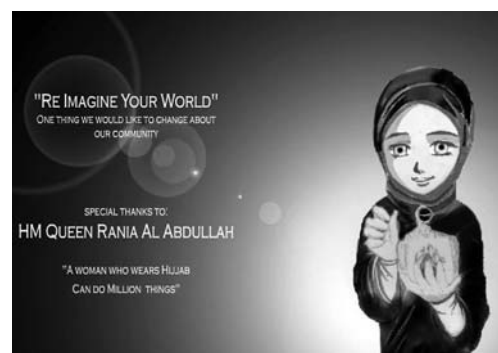 "RE IMAGINE YOUR WORLD"
ONE THING WE WOULD LIKE TO CHANGE ABOUT
OUR COMMUNITY
SPECIAL THANKS TO:
HM QUEEN RANIA AL ABDULLAH
"A WOMAN WHO WEARS HIJJAB
CAN DO MILLION THINGS"